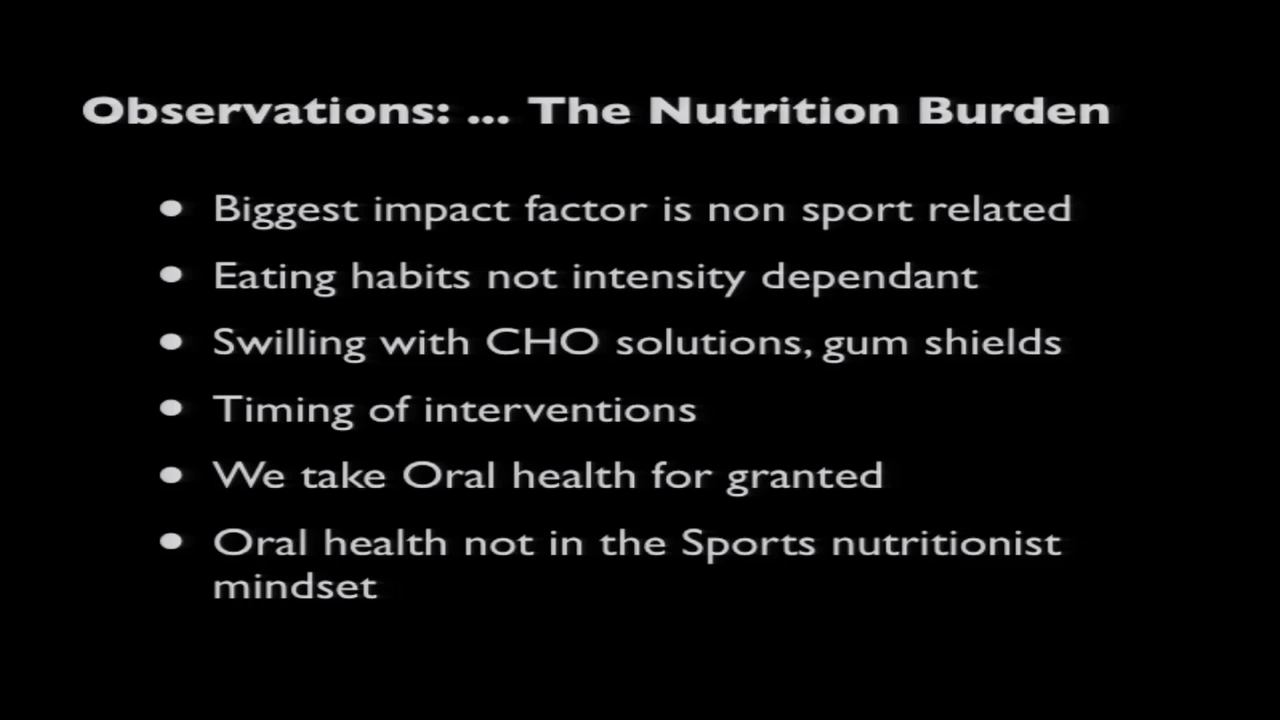 Observations: ... The Nutrition Burden
• Biggest impact factor is non sport related
• Eating habits not intensity dependant
• Swilling with CHO solutions, gum shields
• Timing of interventions
• We take Oral health for granted
• Oral health not in the Sports nutritionist
mindset